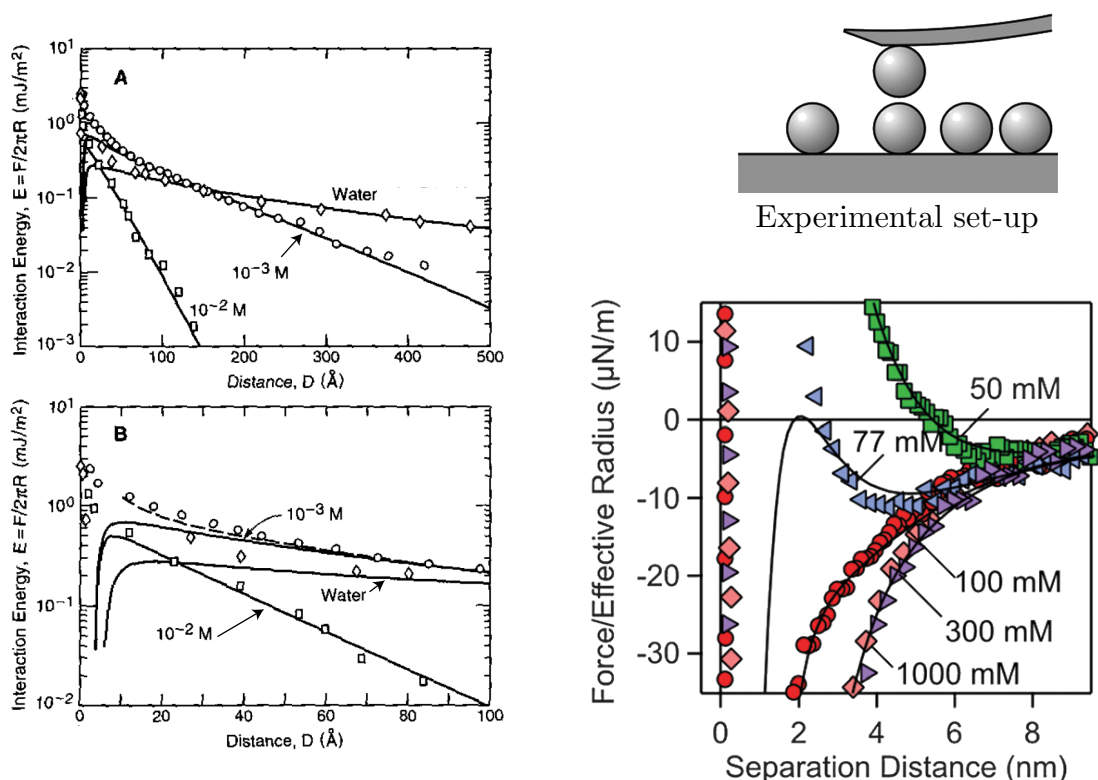 A
Interaction Energy, E = F/2πR (mJ/m²)
10¹
10⁰
10⁻¹
10⁻²
10⁻³
Water
10⁻³ M
10⁻² M
0
100
200
300
400
500
Distance, D (Å)
B
Interaction Energy, E = F/2πR (mJ/m²)
10¹
10⁰
10⁻¹
10⁻²
10⁻³ M
Water
10⁻² M
0
20
40
60
80
100
Distance, D (Å)
Experimental set-up
Force/Effective Radius (µN/m)
10
0
-10
-20
-30
50 mM
77 mM
100 mM
300 mM
1000 mM
0
2
4
6
8
Separation Distance (nm)